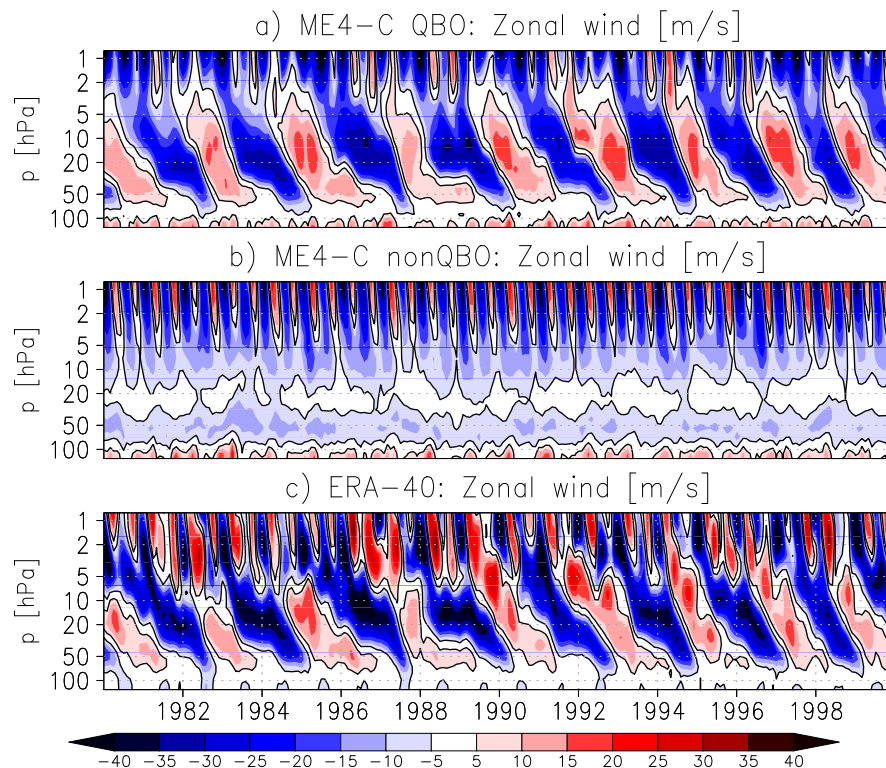 a) ME4-C QBO: Zonal wind [m/s]
1
2
5
10
20
50
100
p [hPa]
b) ME4-C nonQBO: Zonal wind [m/s]
1
2
5
10
20
50
100
p [hPa]
c) ERA-40: Zonal wind [m/s]
1
2
5
10
20
50
100
p [hPa]
1982 1984 1986 1988 1990 1992 1994 1996 1998
-40 -35 -30 -25 -20 -15 -10 -5 5 10 15 20 25 30 35 40